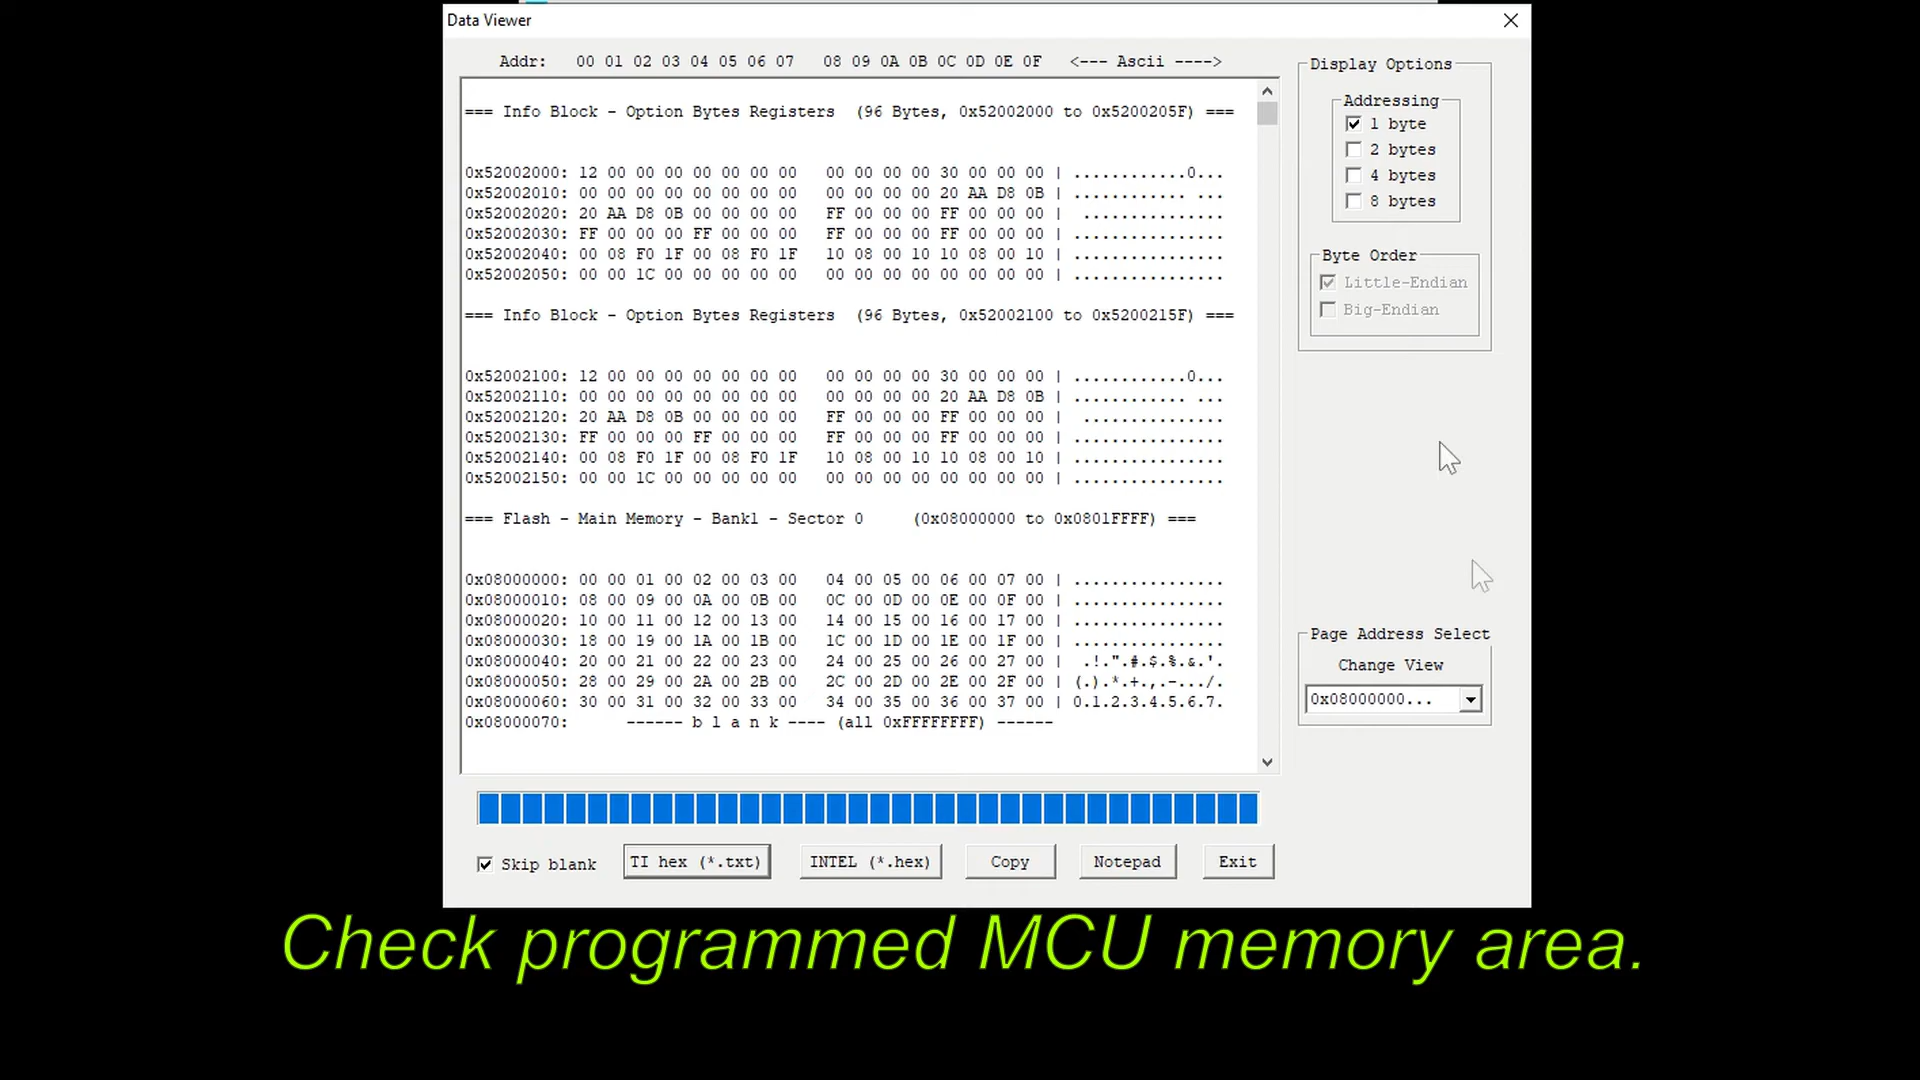 Data Viewer
Addr: 00 01 02 03 04 05 06 07 08 09 0A 0B 0C 0D 0E 0F <--- Ascii ---->
=== Info Block - Option Bytes Registers (96 Bytes, 0x52002000 to 0x5200205F) ===
0x52002000: 12 00 00 00 00 00 00 00 00 00 00 00 30 00 00 00 | ............0...
0x52002010: 00 00 00 00 00 00 00 00 00 00 00 00 20 AA D8 0B | ............ ...
0x52002020: 20 AA D8 0B 00 00 00 00 FF 00 00 00 FF 00 00 00 |  ...............
0x52002030: FF 00 00 00 FF 00 00 00 FF 00 00 00 FF 00 00 00 | ................
0x52002040: 00 08 F0 1F 00 08 F0 1F 10 08 00 10 10 08 00 10 | ................
0x52002050: 00 00 1C 00 00 00 00 00 00 00 00 00 00 00 00 00 | ................
=== Info Block - Option Bytes Registers (96 Bytes, 0x52002100 to 0x5200215F) ===
0x52002100: 12 00 00 00 00 00 00 00 00 00 00 00 30 00 00 00 | ............0...
0x52002110: 00 00 00 00 00 00 00 00 00 00 00 00 20 AA D8 0B | ............ ...
0x52002120: 20 AA D8 0B 00 00 00 00 FF 00 00 00 FF 00 00 00 |  ...............
0x52002130: FF 00 00 00 FF 00 00 00 FF 00 00 00 FF 00 00 00 | ................
0x52002140: 00 08 F0 1F 00 08 F0 1F 10 08 00 10 10 08 00 10 | ................
0x52002150: 00 00 1C 00 00 00 00 00 00 00 00 00 00 00 00 00 | ................
=== Flash - Main Memory - Bank1 - Sector 0 (0x08000000 to 0x0801FFFF) ===
0x08000000: 00 00 01 00 02 00 03 00 04 00 05 00 06 00 07 00 | ................
0x08000010: 08 00 09 00 0A 00 0B 00 0C 00 0D 00 0E 00 0F 00 | ................
0x08000020: 10 00 11 00 12 00 13 00 14 00 15 00 16 00 17 00 | ................
0x08000030: 18 00 19 00 1A 00 1B 00 1C 00 1D 00 1E 00 1F 00 | ................
0x08000040: 20 00 21 00 22 00 23 00 24 00 25 00 26 00 27 00 |  .!.".#.$.%.&.'.
0x08000050: 28 00 29 00 2A 00 2B 00 2C 00 2D 00 2E 00 2F 00 | (.).*.+.,.-.../.
0x08000060: 30 00 31 00 32 00 33 00 34 00 35 00 36 00 37 00 | 0.1.2.3.4.5.6.7.
0x08000070: ------ b l a n k ---- (all 0xFFFFFFFF) ------
Display Options
Addressing
1 byte
2 bytes
4 bytes
8 bytes
Byte Order
Little-Endian
Big-Endian
Page Address Select
Change View
0x08000000...
Skip blank
TI hex (*.txt)
INTEL (*.hex)
Copy
Notepad
Exit
Check programmed MCU memory area.